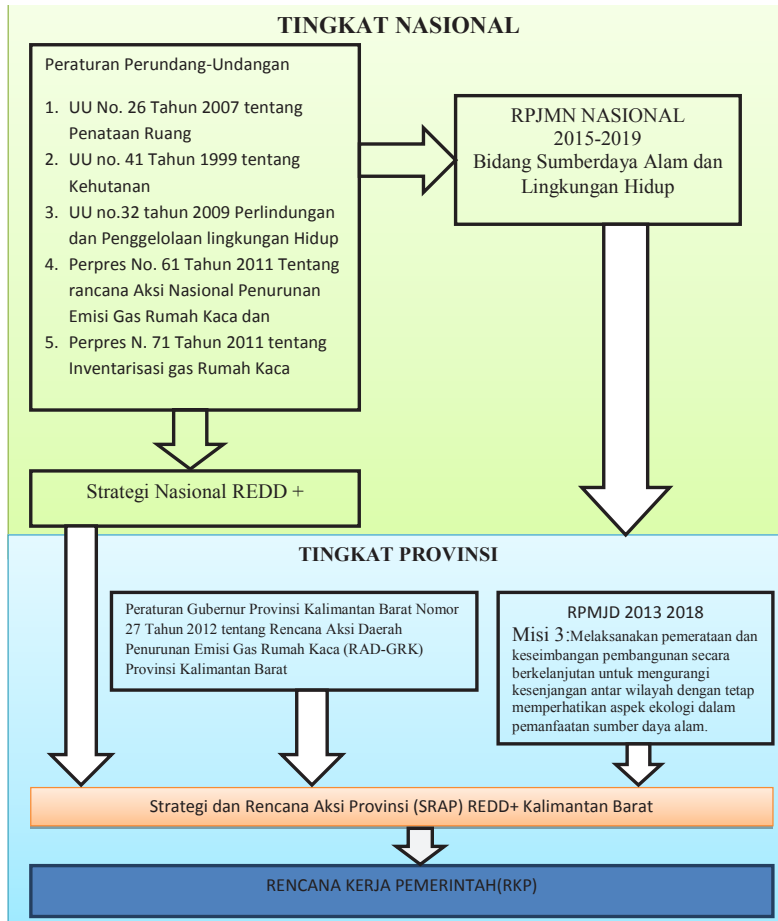 TINGKAT NASIONAL
Peraturan Perundang-Undangan
1. UU No. 26 Tahun 2007 tentang
Penataan Ruang
2. UU no. 41 Tahun 1999 tentang
Kehutanan
3. UU no.32 tahun 2009 Perlindungan
dan Penggelolaan lingkungan Hidup
4. Perpres No. 61 Tahun 2011 Tentang
rancana Aksi Nasional Penurunan
Emisi Gas Rumah Kaca dan
5. Perpres N. 71 Tahun 2011 tentang
Inventarisasi gas Rumah Kaca
RPJMN NASIONAL
2015-2019
Bidang Sumberdaya Alam dan
Lingkungan Hidup
Strategi Nasional REDD +
TINGKAT PROVINSI
Peraturan Gubernur Provinsi Kalimantan Barat Nomor
27 Tahun 2012 tentang Rencana Aksi Daerah
Penurunan Emisi Gas Rumah Kaca (RAD-GRK)
Provinsi Kalimantan Barat
RPMJD 2013 2018
Misi 3:Melaksanakan pemerataan dan
keseimbangan pembangunan secara
berkelanjutan untuk mengurangi
kesenjangan antar wilayah dengan tetap
memperhatikan aspek ekologi dalam
pemanfaatan sumber daya alam.
Strategi dan Rencana Aksi Provinsi (SRAP) REDD+ Kalimantan Barat
RENCANA KERJA PEMERINTAH(RKP)